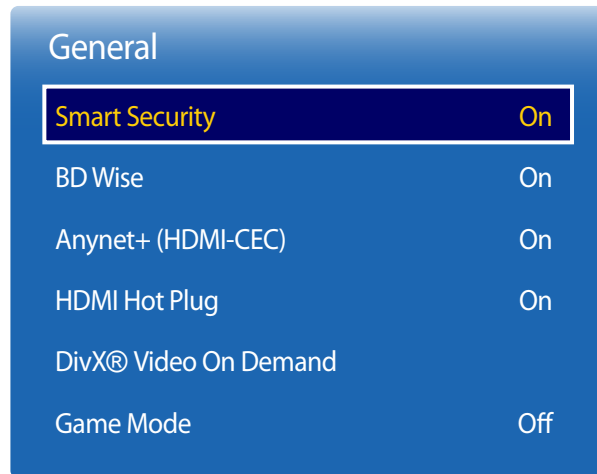 General
Smart Security On
BD Wise On
Anynet+ (HDMI-CEC) On
HDMI Hot Plug On
DivX® Video On Demand
Game Mode Off